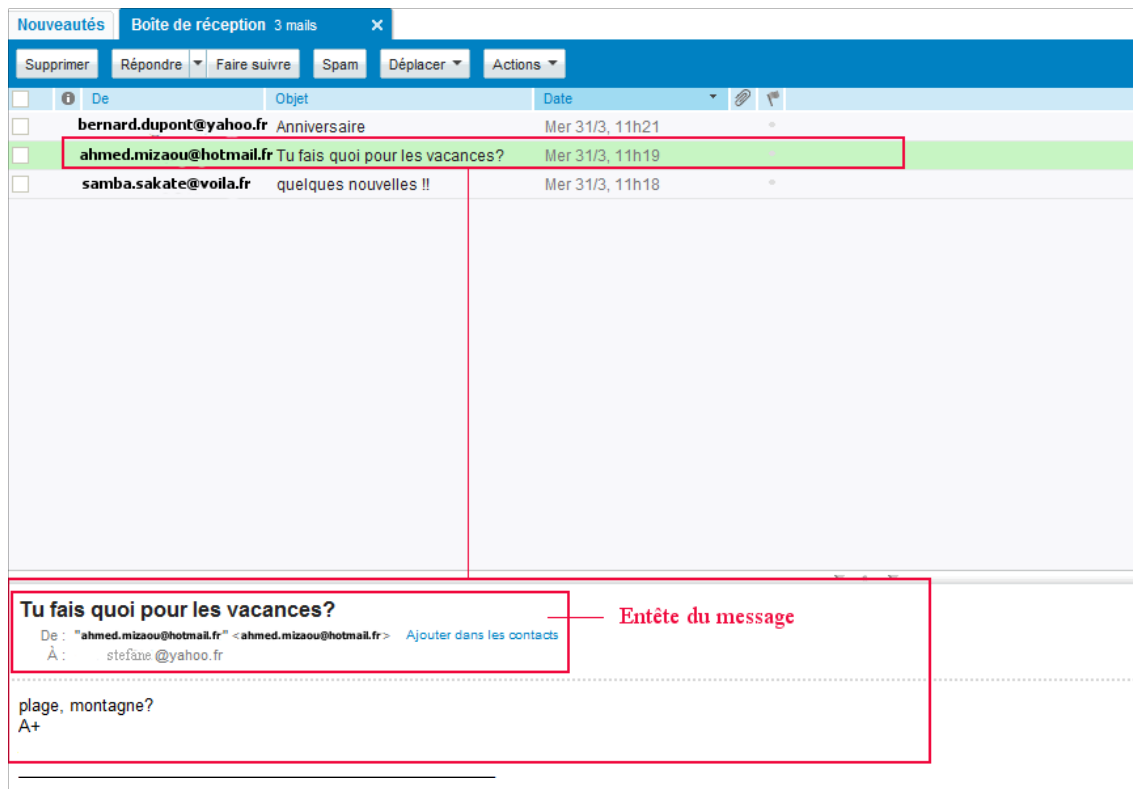 Nouveautés Boîte de réception 3 mails ×
Supprimer Répondre Faire suivre Spam Déplacer Actions
De Objet Date
bernard.dupont@yahoo.fr Anniversaire Mer 31/3, 11h21
ahmed.mizaou@hotmail.fr Tu fais quoi pour les vacances? Mer 31/3, 11h19
samba.sakate@voila.fr quelques nouvelles !! Mer 31/3, 11h18
Tu fais quoi pour les vacances?
Entête du message
De : "ahmed.mizaou@hotmail.fr" <ahmed.mizaou@hotmail.fr> Ajouter dans les contacts
À : stefane.@yahoo.fr
plage, montagne?
A+